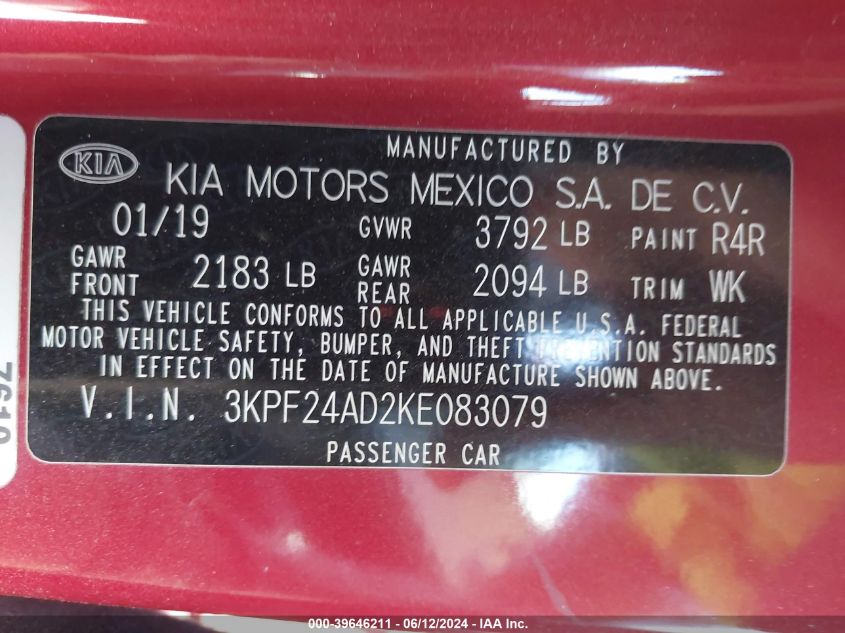 MANUFACTURED BY
KIA KIA MOTORS MEXICO S.A. DE C.V.
01/19 GVWR 3792 LB PAINT R4R
GAWR FRONT 2183 LB GAWR REAR 2094 LB TRIM WK
THIS VEHICLE CONFORMS TO ALL APPLICABLE U.S.A. FEDERAL
MOTOR VEHICLE SAFETY, BUMPER, AND THEFT PREVENTION STANDARDS
IN EFFECT ON THE DATE OF MANUFACTURE SHOWN ABOVE.
V.I.N. 3KPF24AD2KE083079
PASSENGER CAR
000-39646211 - 06/12/2024 - IAA Inc.